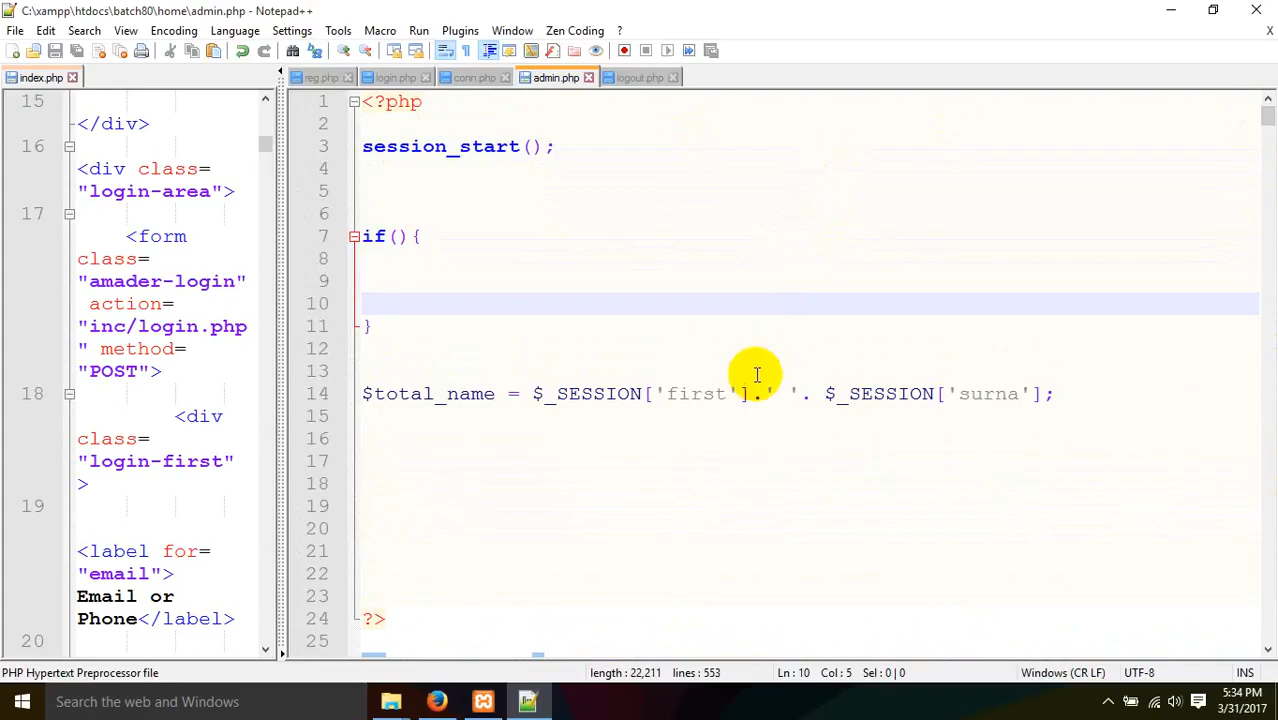 C:\xampp\htdocs\batch80\home\admin.php - Notepad++
File Edit Search View Encoding Language Settings Tools Macro Run Plugins Window Zen Coding ? X
index.php
reg.php login.php conn.php admin.php logout.php
15
</div>
16
<div class=
"login-area">
17
<form
class=
"amader-login"
action=
"inc/login.php
" method=
"POST">
18
<div
class=
"login-first"
>
19
<label for=
"email">
Email or
Phone</label>
20
1 <?php
2
3 session_start();
4
5
6
7 if(){
8
9
10
11 }
12
13
14 $total_name = $_SESSION['first'].' '. $_SESSION['surna'];
15
16
17
18
19
20
21
22
23
24 ?>
25
PHP Hypertext Preprocessor file length : 22,211 lines : 553 Ln : 10 Col : 5 Sel : 0 | 0 Windows (CR LF) UTF-8 INS
Search the web and Windows
5:34 PM
3/31/2017